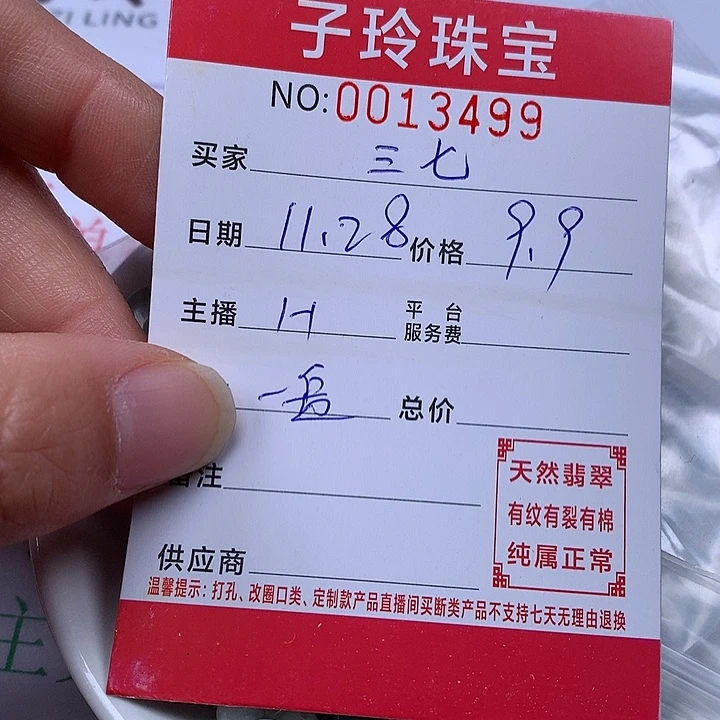 ZI LING
子玲珠宝
NO:0013499
买家 三七
日期 11.28 价格 9.9
主播 H 平台服务费
一 总价
备注
天然翡翠
有纹有裂有棉
纯属正常
供应商
温馨提示：打孔、改圈口类、定制款产品直播间买断类产品不支持七天无理由退换
主